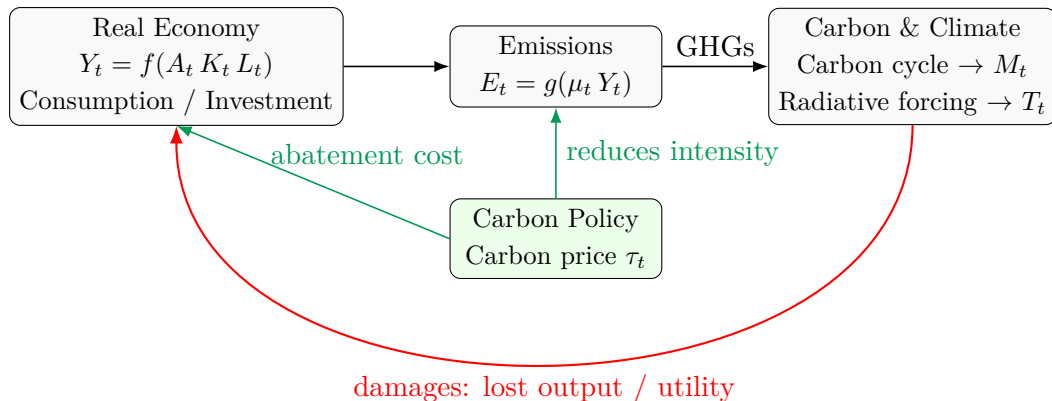 Real Economy
Y_t = f(A_t K_t L_t)
Consumption / Investment
Emissions
E_t = g(μ_t Y_t)
GHGs
Carbon & Climate
Carbon cycle → M_t
Radiative forcing → T_t
abatement cost
reduces intensity
Carbon Policy
Carbon price τ_t
damages: lost output / utility